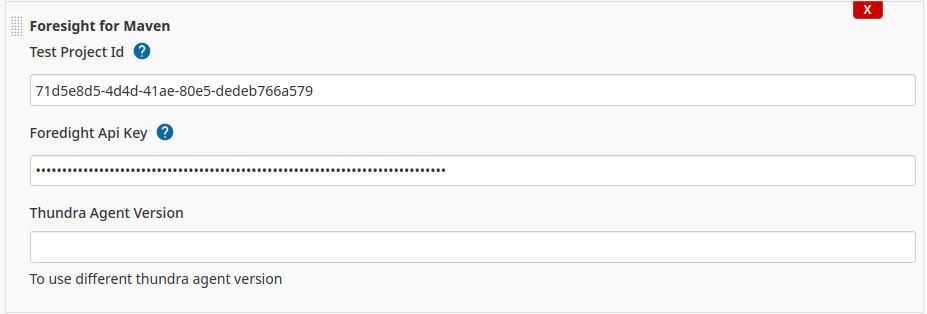 X
Foresight for Maven
Test Project Id ?
71d5e8d5-4d4d-41ae-80e5-dedeb766a579
Foredight Api Key ?
Thundra Agent Version
To use different thundra agent version